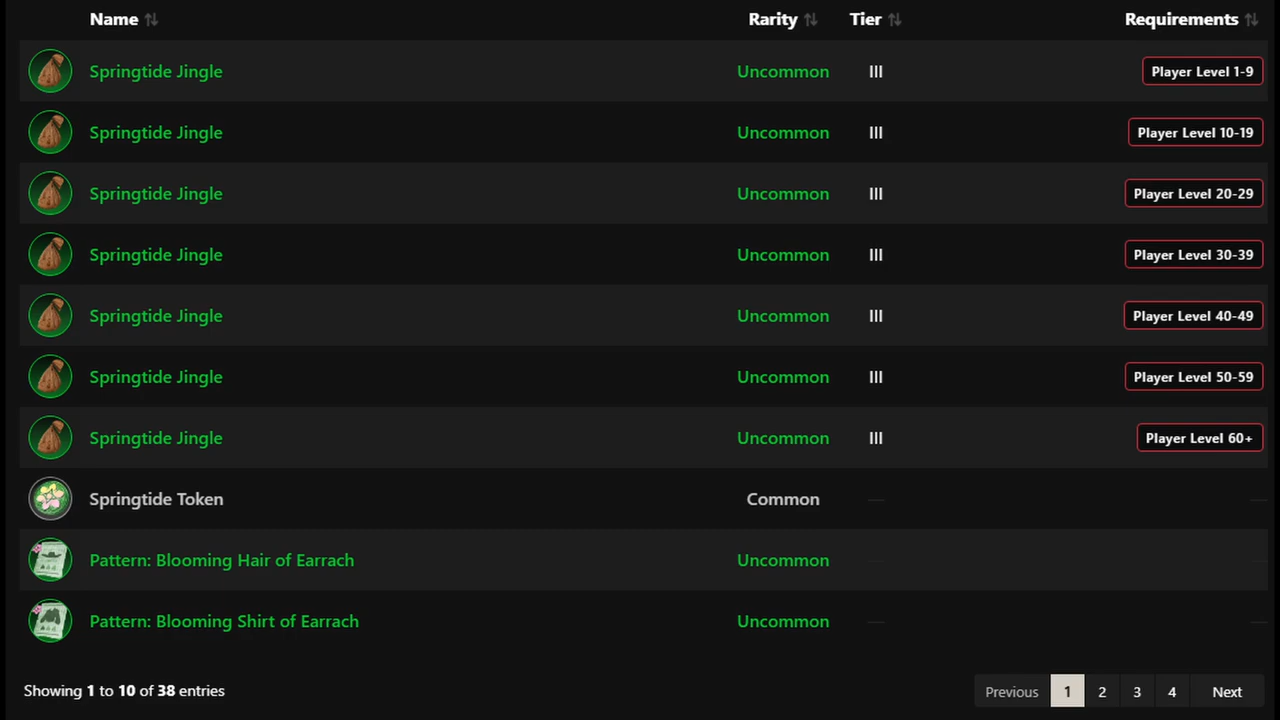 Name Rarity Tier Requirements
Springtide Jingle Uncommon III Player Level 1-9
Springtide Jingle Uncommon III Player Level 10-19
Springtide Jingle Uncommon III Player Level 20-29
Springtide Jingle Uncommon III Player Level 30-39
Springtide Jingle Uncommon III Player Level 40-49
Springtide Jingle Uncommon III Player Level 50-59
Springtide Jingle Uncommon III Player Level 60+
Springtide Token Common — —
Pattern: Blooming Hair of Earrach Uncommon — —
Pattern: Blooming Shirt of Earrach Uncommon — —
Showing 1 to 10 of 38 entries Previous 1 2 3 4 Next